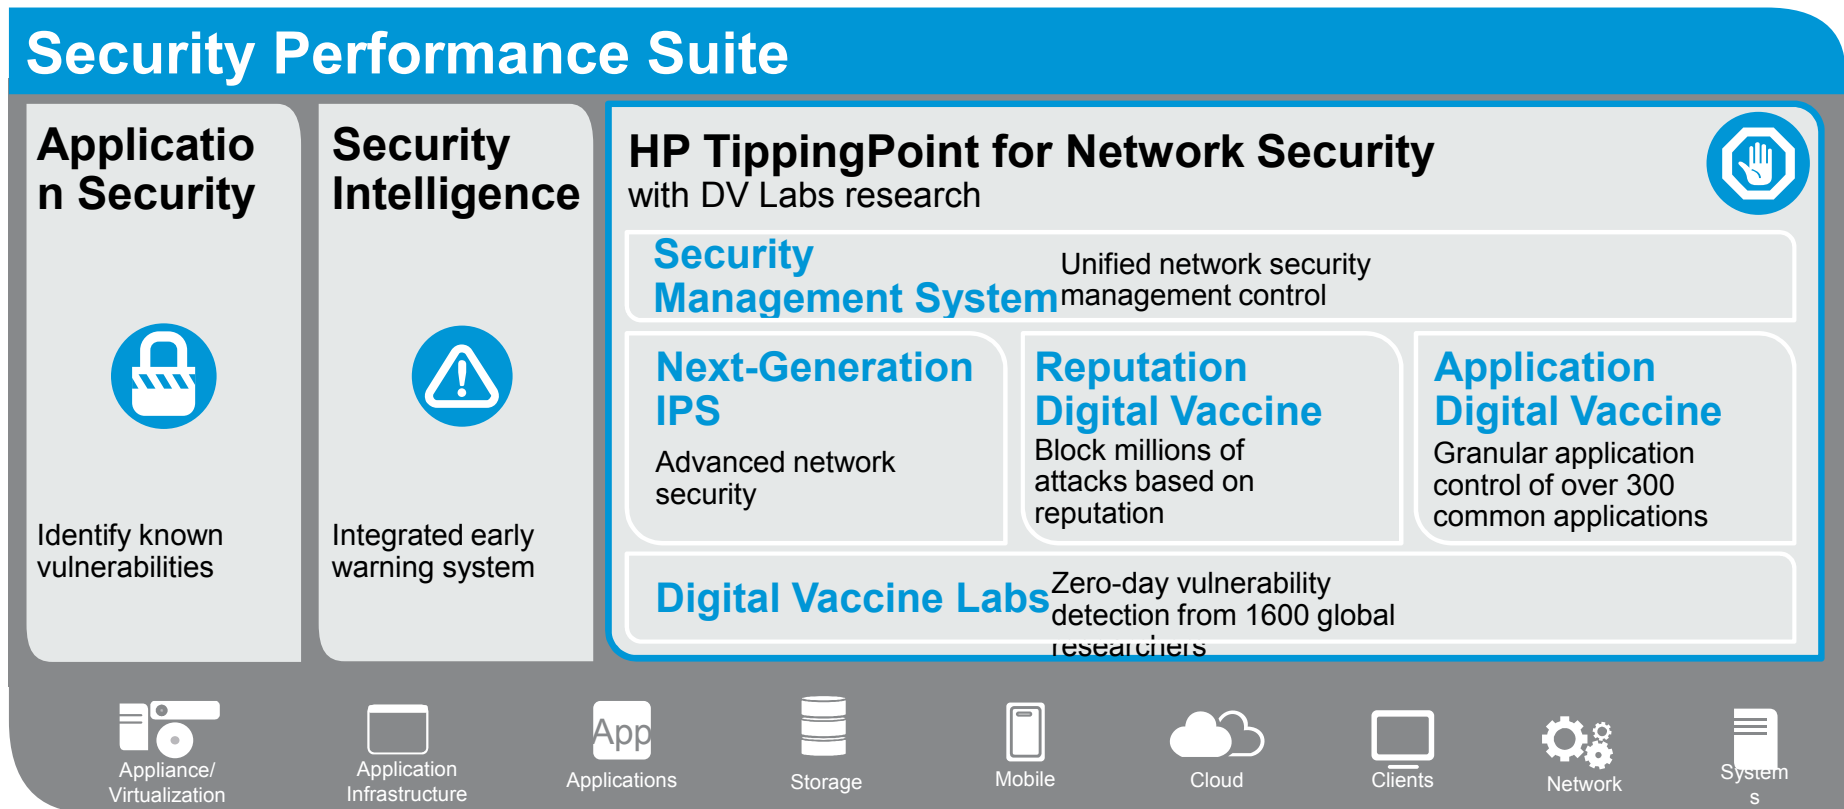 Security Performance Suite
Applicatio
n Security
Identify known
vulnerabilities
Security
Intelligence
Integrated early
warning system
HP TippingPoint for Network Security
with DV Labs research
Security
Management System
Unified network security
management control
Next-Generation
IPS
Advanced network
security
Reputation
Digital Vaccine
Block millions of
attacks based on
reputation
Application
Digital Vaccine
Granular application
control of over 300
common applications
Digital Vaccine Labs
Zero-day vulnerability
detection from 1600 global
researchers
Appliance/
Virtualization
Application
Infrastructure
App
Applications
Storage
Mobile
Cloud
Clients
Network
System
s